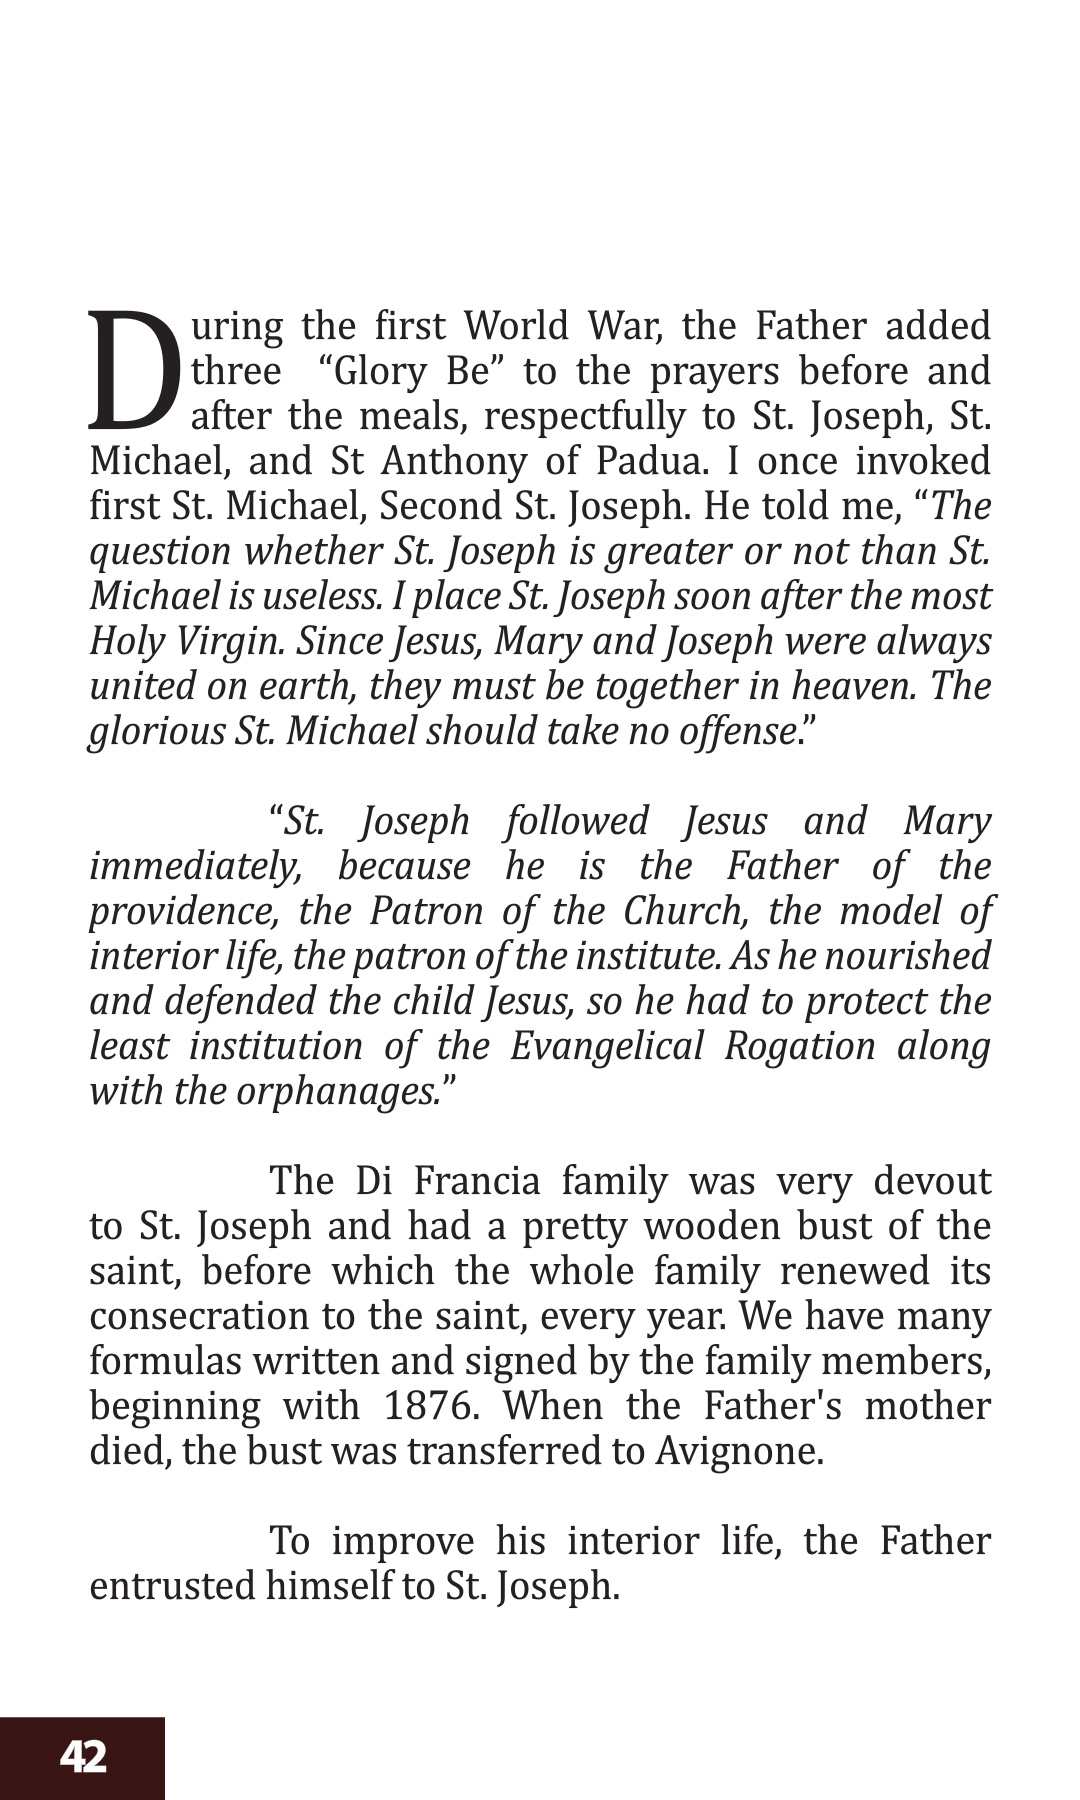 During the first World War, the Father added
three “Glory Be” to the prayers before and
after the meals, respectfully to St. Joseph, St.
Michael, and St Anthony of Padua. I once invoked
first St. Michael, Second St. Joseph. He told me, “The
question whether St. Joseph is greater or not than St.
Michael is useless. I place St. Joseph soon after the most
Holy Virgin. Since Jesus, Mary and Joseph were always
united on earth, they must be together in heaven. The
glorious St. Michael should take no offense.”
“St. Joseph followed Jesus and Mary
immediately, because he is the Father of the
providence, the Patron of the Church, the model of
interior life, the patron of the institute. As he nourished
and defended the child Jesus, so he had to protect the
least institution of the Evangelical Rogation along
with the orphanages.”
The Di Francia family was very devout
to St. Joseph and had a pretty wooden bust of the
saint, before which the whole family renewed its
consecration to the saint, every year. We have many
formulas written and signed by the family members,
beginning with 1876. When the Father's mother
died, the bust was transferred to Avignone.
To improve his interior life, the Father
entrusted himself to St. Joseph.
42